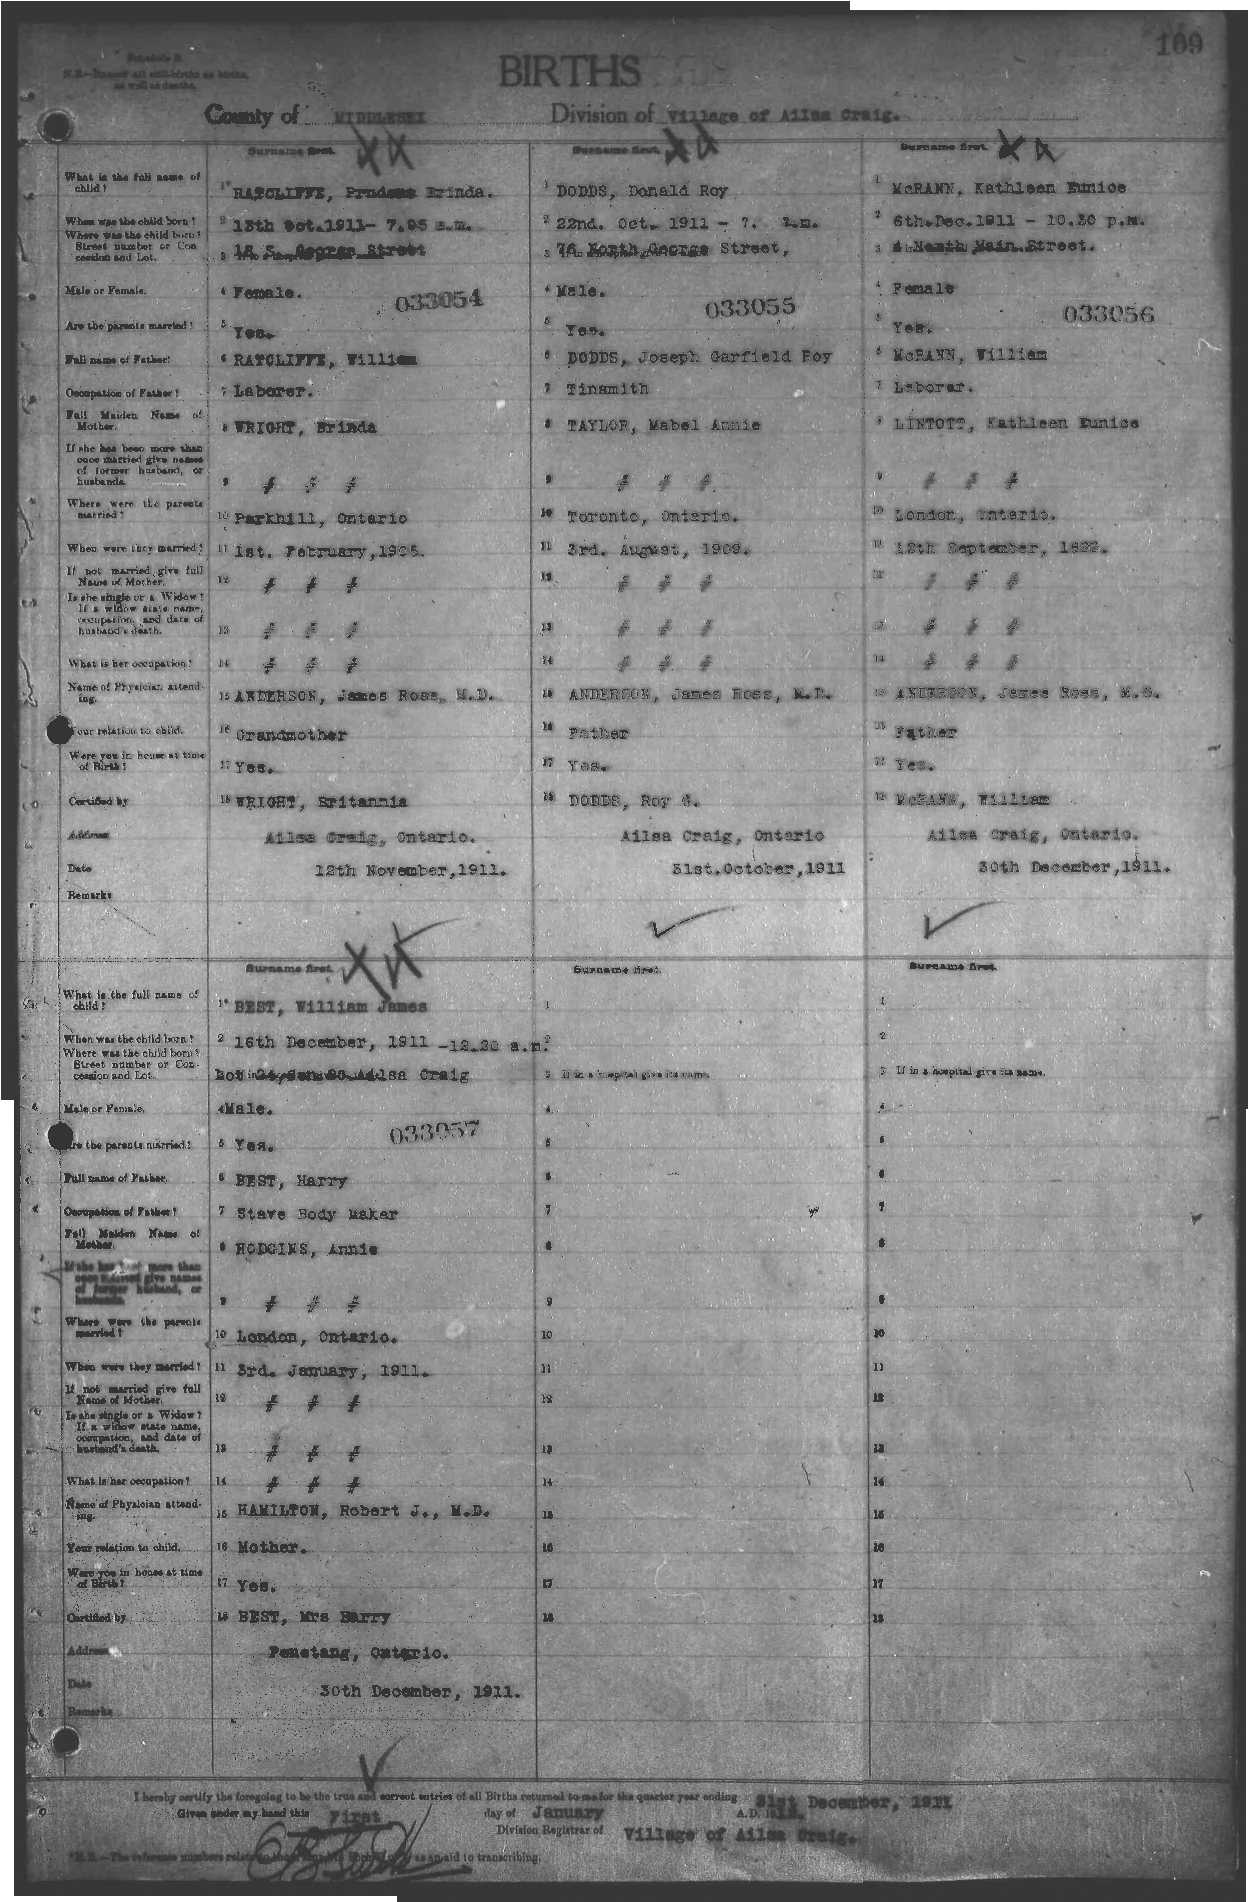 109
Schedule B
N.B.—Enter all still-births as births,
as well as deaths.
BIRTHS
County of MIDDLESEX Division of Village of Ailsa Craig.
Surname first.
What is the full name of child? 1* RATCLIFFE, Brinda.
When was the child born? 2 13th Oct.1911- 7. a.m.
Where was the child born? Street number or Con cession and Lot. 3 18 S. George Street
Male or Female. 4 Female.
033054
Are the parents married? 5 Yes.
Full name of Father? 6 RATCLIFFE, William
Occupation of Father? 7 Laborer.
Full Maiden Name of Mother. 8 WRIGHT, Brinda
If she has been more than once married give names of former husband, or husbands. 9 # # #
Where were the parents married? 10 Parkhill, Ontario
When were they married? 11 1st. February,
If not married give full Name of Mother. 12 # # #
Is she single or a Widow? If a widow state name, occupation, and date of husband's death. 13 # # #
What is her occupation? 14 # # #
Name of Physician attend- ing. 15 ANDERSON, James Ross, M.D.
Your relation to child. 16 Grandmother
Were you in house at time of Birth? 17 Yes.
Certified by 18 WRIGHT, Britannia
Address Ailsa Craig, Ontario.
Date 12th November,1911.
Remarks
Surname first.
1 DODDS, Donald Roy
2 22nd. Oct. 1911 - 7.
3 76 North George Street,
4 Male.
033055
5 Yes.
6 DODDS, Joseph Garfield Roy
7 Tinsmith
8 TAYLOR, Mabel Annie
9 # # #
10 Toronto, Ontario.
11 3rd. August, 1909.
12 # # #
13 # # #
14 # # #
15 ANDERSON, James Ross, M.D.
16 Father
17 Yes.
18 DODDS, Roy G.
Ailsa Craig, Ontario
31st.October,1911
Surname first.
1 McRANN, Kathleen Eunice
2 6th.Dec.1911 - 10.30 p.m.
3 Main Street.
4 Female
033056
5 Yes.
6 McRANN, William
7 Laborer.
8 LINTOTT, Kathleen Eunice
9 # # #
10 London, Ontario.
11 12th September,
12 # # #
13 # # #
14 # # #
15 ANDERSON, James Ross,
16 Father
17 Yes.
18 McRANN, William
Ailsa Craig, Ontario.
30th December,1911.
Surname first.
What is the full name of child? 1* BEST, William James
When was the child born? 2 16th December, 1911 -12.30 a.m.
Where was the child born? Street number or Con- cession and Lot. Lot Ailsa Craig
Male or Female. 4 Male.
033057
Are the parents married? 5 Yes.
Full name of Father. 6 BEST, Harry
Occupation of Father? 7 Stave Body Maker
Full Maiden Name of Mother. 8 HODGINS, Annie
If she has been more than once married give names of former husband, or husbands. 9 # # #
Where were the parents married? 10 London, Ontario.
When were they married? 11 3rd. January, 1911.
If not married give full Name of Mother. 12 # # #
Is she single or a Widow? If a widow state name, occupation, and date of husband's death. 13 # # #
What is her occupation? 14 # # #
Name of Physician attend- ing. 15 HAMILTON, Robert J., M.D.
Your relation to child. 16 Mother.
Were you in house at time of Birth? 17 Yes.
Certified by 18 BEST, Mrs Harry
Address Penetang, Ontario.
Date 30th December, 1911.
Remarks
Surname first.
1
2
3 If in a hospital give its name.
4
5
6
7
8
9
10
11
12
13
14
15
16
17
18
Surname first.
1
2
3 If in a hospital give its name.
4
5
6
7
8
9
10
11
12
13
14
15
16
17
18
I hereby certify the foregoing to be the true and correct entries of all Births returned to me for the quarter year ending 31st December, 1911
Given under my hand this First day of January A.D. 1912.
Division Registrar of Village of Ailsa Craig.
*N.B.—The reference numbers relate to as an aid to transcribing.